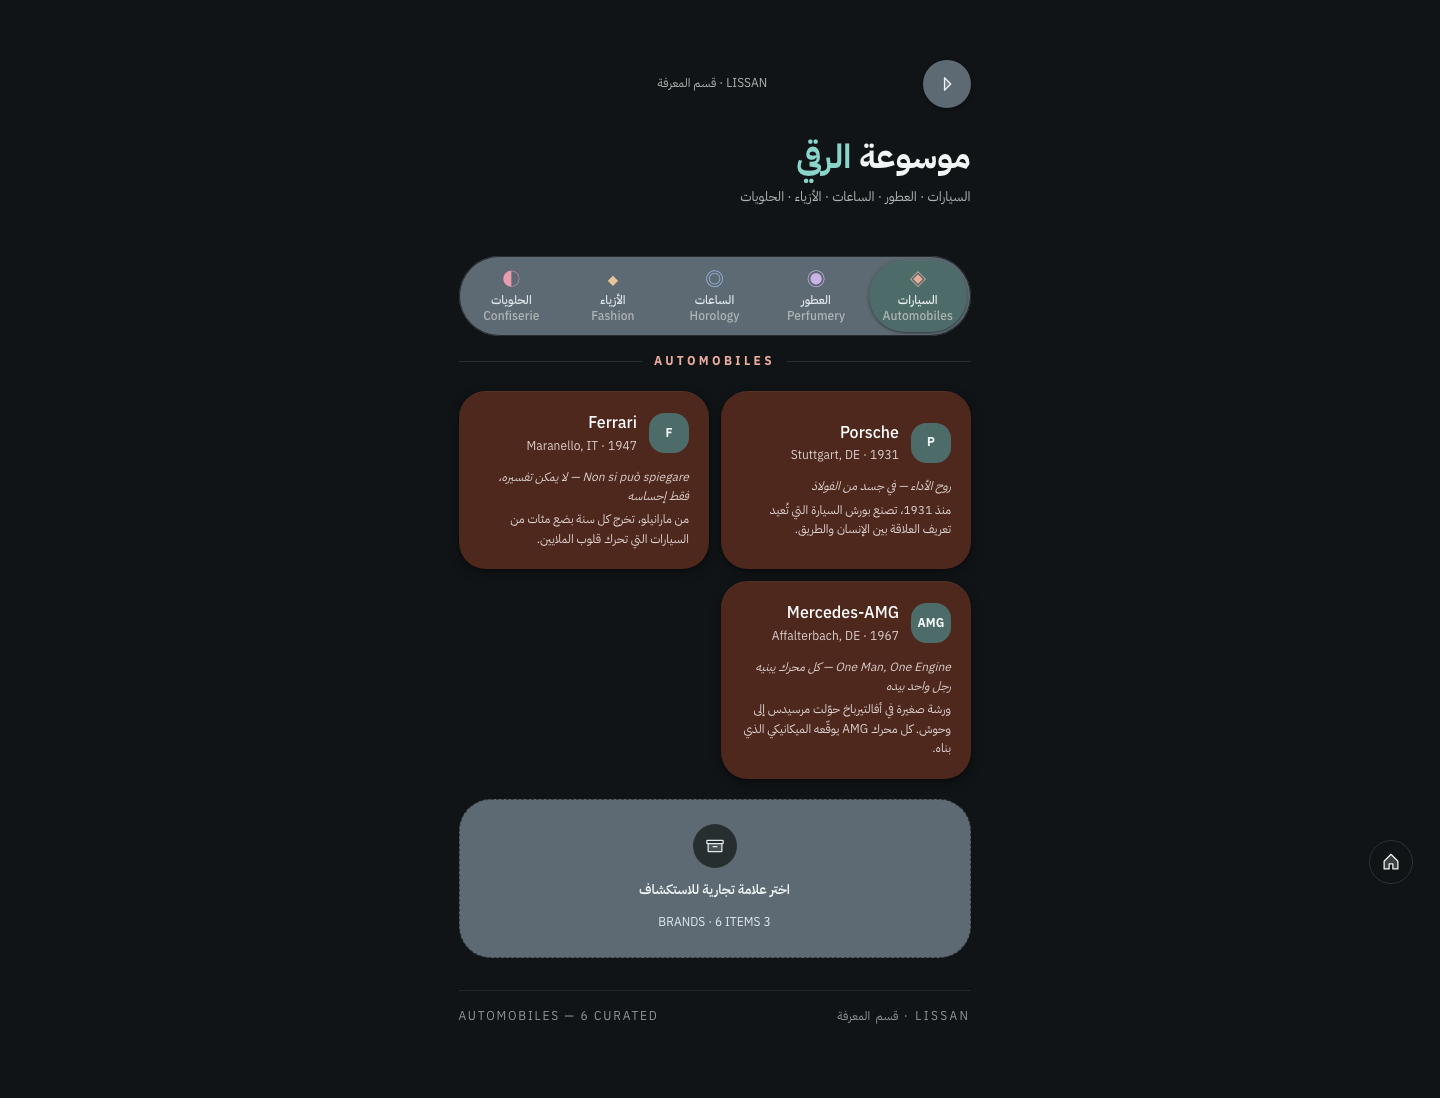 LISSAN · قسم المعرفة
موسوعة الرقي
السيارات · العطور · الساعات · الأزياء · الحلويات
السيارات
Automobiles
العطور
Perfumery
الساعات
Horology
الأزياء
Fashion
الحلويات
Confiserie
AUTOMOBILES
P
Porsche
Stuttgart, DE · 1931
روح الأداء — في جسد من الفولاذ
منذ 1931، تصنع بورش السيارة التي تُعيد
تعريف العلاقة بين الإنسان والطريق.
F
Ferrari
Maranello, IT · 1947
Non si può spiegare — لا يمكن تفسيره،
فقط إحساسه
من مارانيلو، تخرج كل سنة بضع مئات من
السيارات التي تحرك قلوب الملايين.
AMG
Mercedes-AMG
Affalterbach, DE · 1967
One Man, One Engine — كل محرك يبنيه
رجل واحد بيده
ورشة صغيرة في أفالتيرباخ حوّلت مرسيدس إلى
وحوش. كل محرك AMG يوقّعه الميكانيكي الذي
بناه.
اختر علامة تجارية للاستكشاف
3 BRANDS · 6 ITEMS
LISSAN · قسم المعرفة
AUTOMOBILES — 6 CURATED